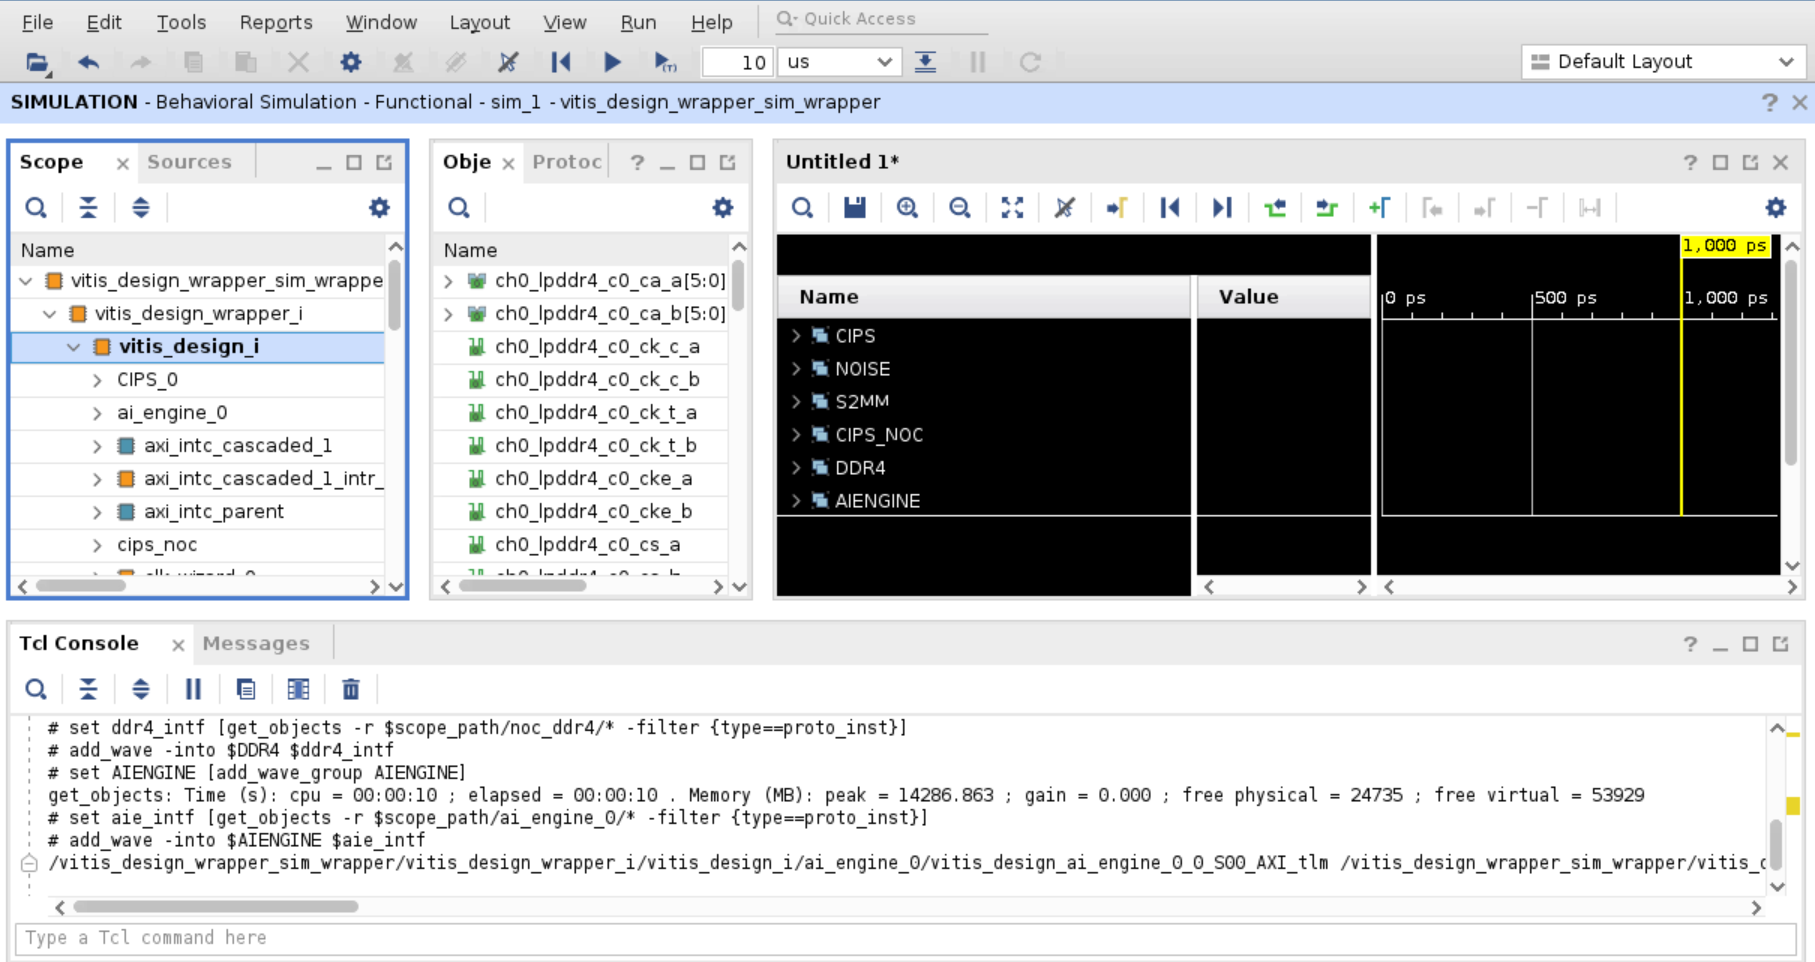 File Edit Tools Reports Window Layout View Run Help Quick Access
10 us Default Layout
SIMULATION - Behavioral Simulation - Functional - sim_1 - vitis_design_wrapper_sim_wrapper
Scope Sources
Name
vitis_design_wrapper_sim_wrappe
vitis_design_wrapper_i
vitis_design_i
CIPS_0
ai_engine_0
axi_intc_cascaded_1
axi_intc_cascaded_1_intr_
axi_intc_parent
cips_noc
Obje Protoc
Name
ch0_lpddr4_c0_ca_a[5:0]
ch0_lpddr4_c0_ca_b[5:0]
ch0_lpddr4_c0_ck_c_a
ch0_lpddr4_c0_ck_c_b
ch0_lpddr4_c0_ck_t_a
ch0_lpddr4_c0_ck_t_b
ch0_lpddr4_c0_cke_a
ch0_lpddr4_c0_cke_b
ch0_lpddr4_c0_cs_a
Untitled 1*
1,000 ps
Name Value 0 ps 500 ps 1,000 ps
CIPS
NOISE
S2MM
CIPS_NOC
DDR4
AIENGINE
Tcl Console Messages
# set ddr4_intf [get_objects -r $scope_path/noc_ddr4/* -filter {type==proto_inst}]
# add_wave -into $DDR4 $ddr4_intf
# set AIENGINE [add_wave_group AIENGINE]
get_objects: Time (s): cpu = 00:00:10 ; elapsed = 00:00:10 . Memory (MB): peak = 14286.863 ; gain = 0.000 ; free physical = 24735 ; free virtual = 53929
# set aie_intf [get_objects -r $scope_path/ai_engine_0/* -filter {type==proto_inst}]
# add_wave -into $AIENGINE $aie_intf
/vitis_design_wrapper_sim_wrapper/vitis_design_wrapper_i/vitis_design_i/ai_engine_0/vitis_design_ai_engine_0_0_S00_AXI_tlm /vitis_design_wrapper_sim_wrapper/vitis_
Type a Tcl command here